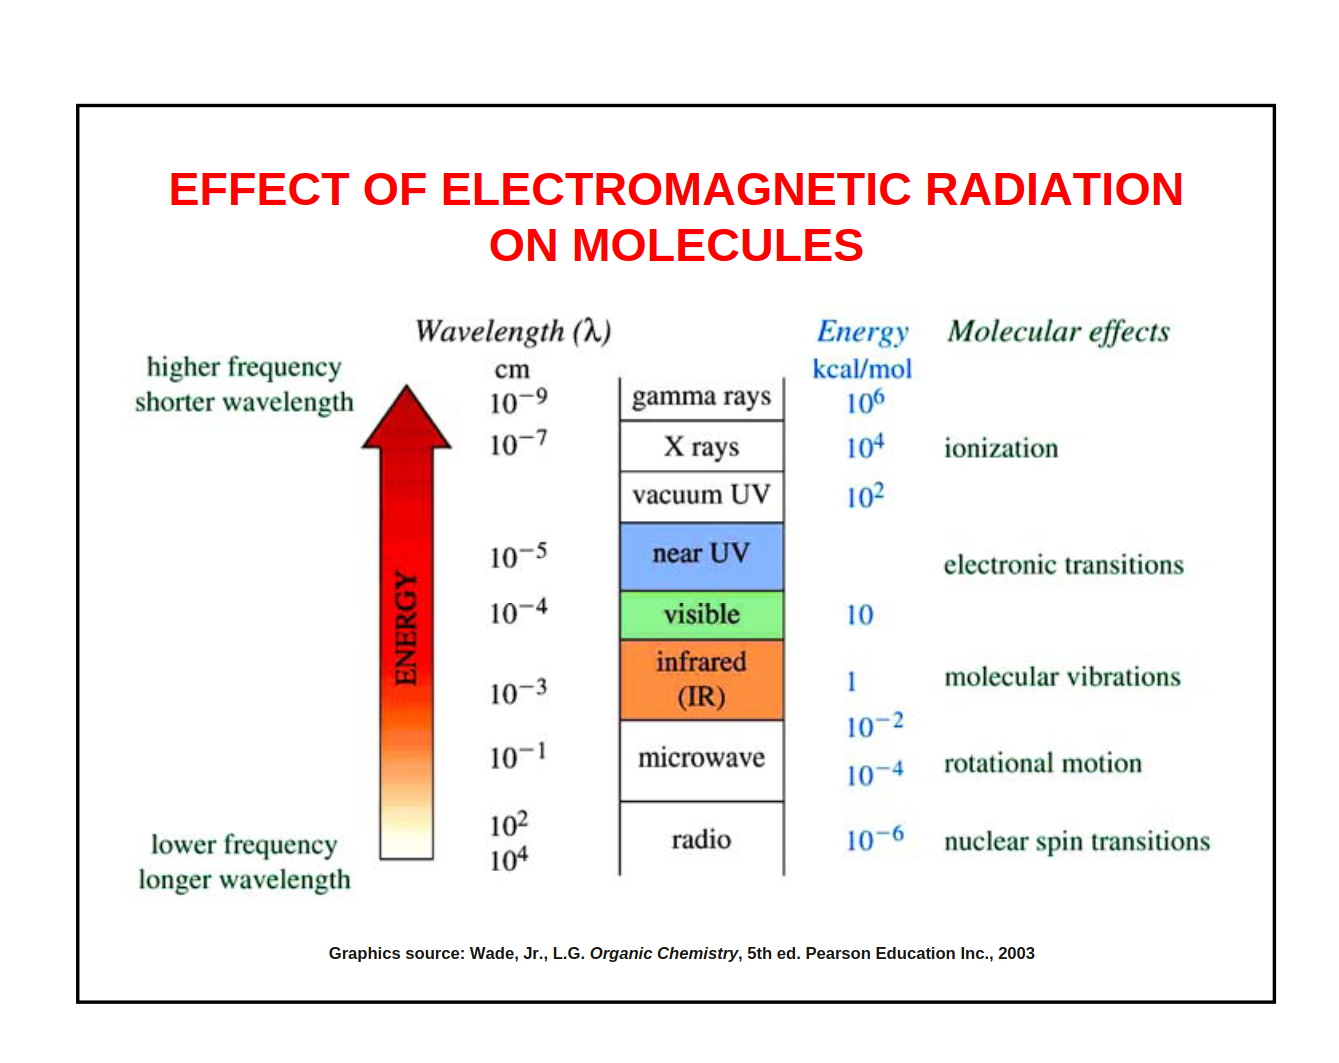 EFFECT OF ELECTROMAGNETIC RADIATION
ON MOLECULES
Wavelength (λ)
Energy
Molecular effects
higher frequency
shorter wavelength
cm
kcal/mol
10⁻⁹
gamma rays
10⁶
10⁻⁷
X rays
10⁴
ionization
vacuum UV
10²
10⁻⁵
near UV
electronic transitions
10⁻⁴
visible
10
ENERGY
infrared
(IR)
10⁻³
1
molecular vibrations
10⁻²
10⁻¹
microwave
10⁻⁴
rotational motion
10²
radio
10⁻⁶
nuclear spin transitions
10⁴
lower frequency
longer wavelength
Graphics source: Wade, Jr., L.G. Organic Chemistry, 5th ed. Pearson Education Inc., 2003